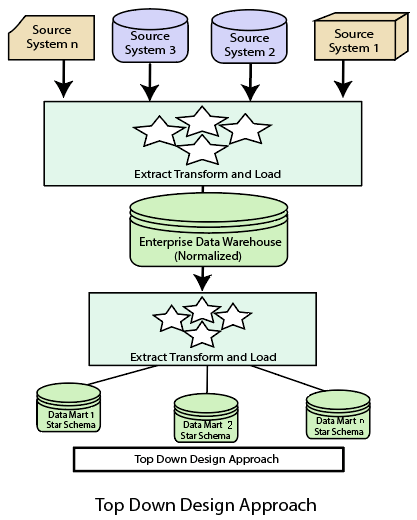 Source
System n
Source
System 3
Source
System 2
Source
System 1
Extract Transform and Load
Enterprise Data Warehouse
(Normalized)
Extract Transform and Load
Data Mart 1
Star Schema
Data Mart 2
Star Schema
Data Mart n
Star Schema
Top Down Design Approach
Top Down Design Approach